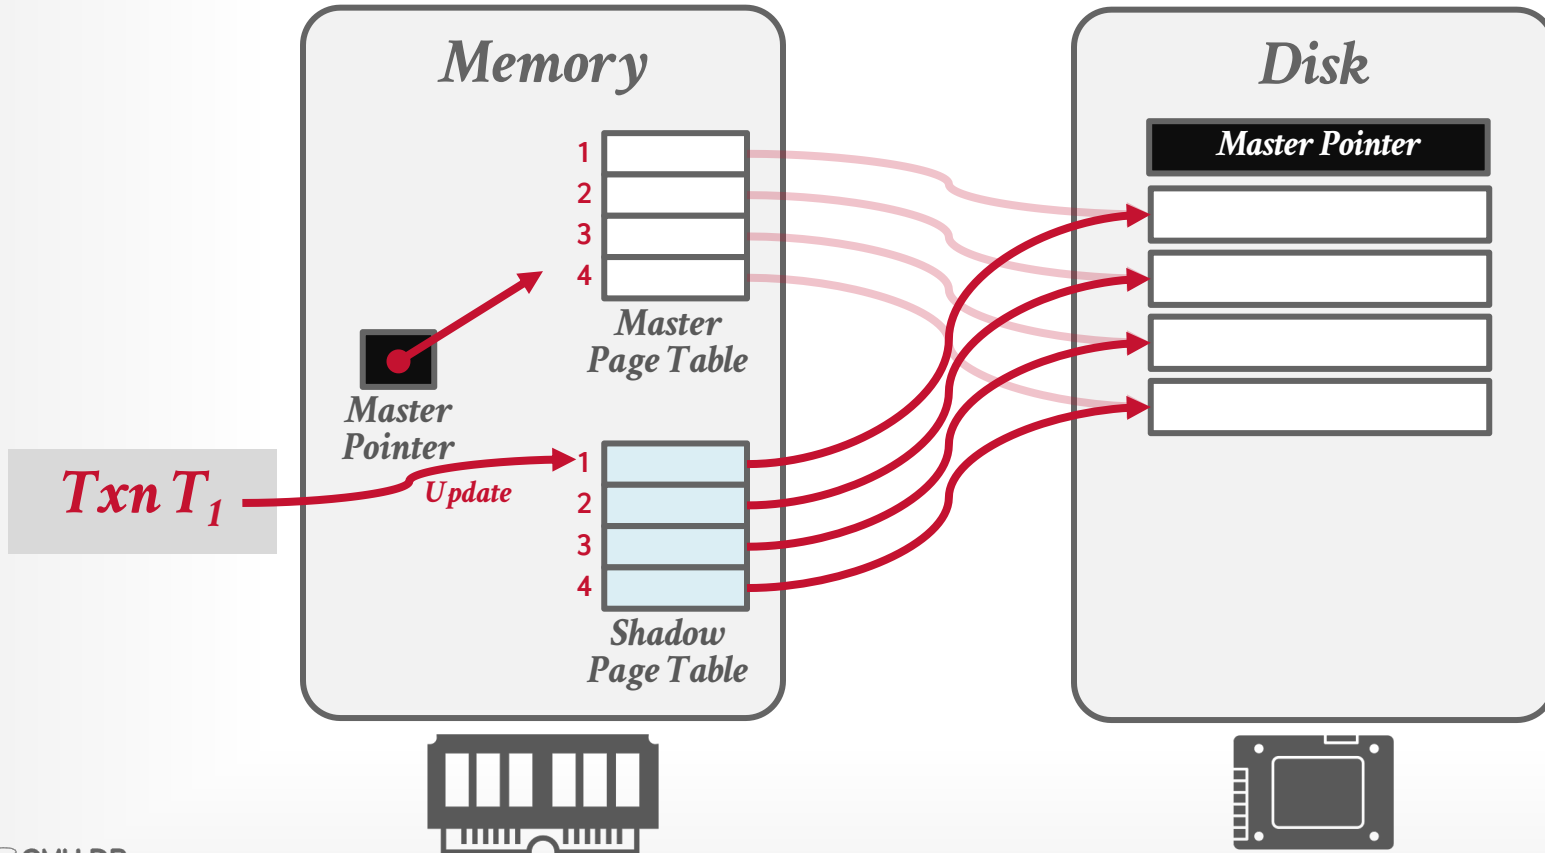 Memory
1
2
3
4
Master
Page Table
Master
Pointer
Txn T1
Update
1
2
3
4
Shadow
Page Table
Disk
Master Pointer